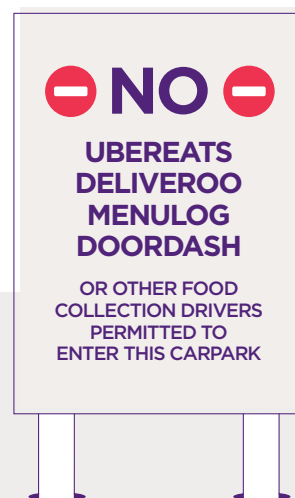 NO
UBEREATS
DELIVEROO
MENULOG
DOORDASH
OR OTHER FOOD
COLLECTION DRIVERS
PERMITTED TO
ENTER THIS CARPARK